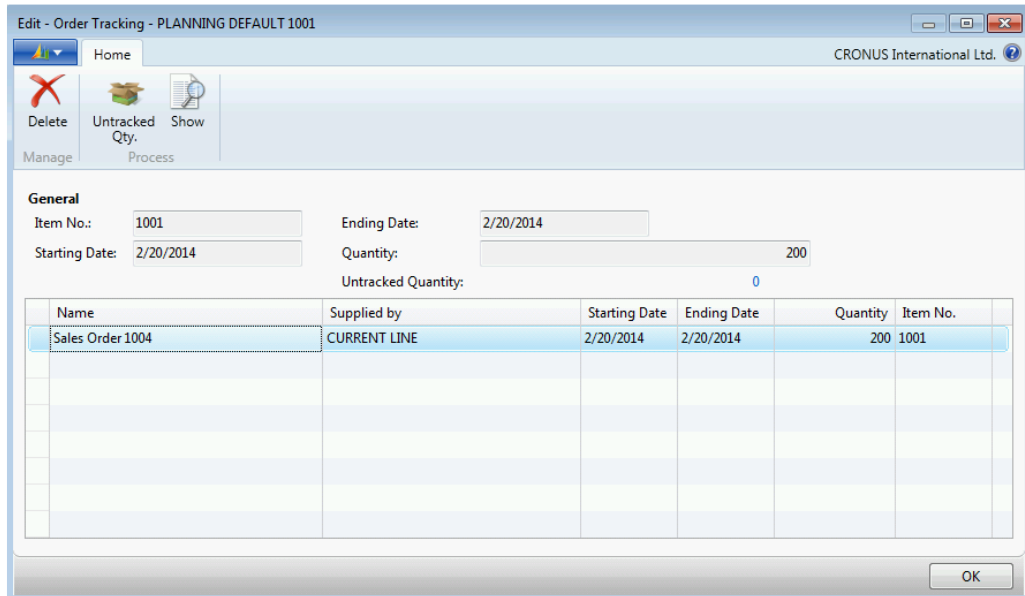 Edit - Order Tracking - PLANNING DEFAULT 1001
Home
CRONUS International Ltd.
Delete
Untracked Qty.
Show
Manage
Process
General
Item No.: 1001 Ending Date: 2/20/2014
Starting Date: 2/20/2014 Quantity: 200
Untracked Quantity: 0
Name Supplied by Starting Date Ending Date Quantity Item No.
Sales Order 1004 CURRENT LINE 2/20/2014 2/20/2014 200 1001
OK